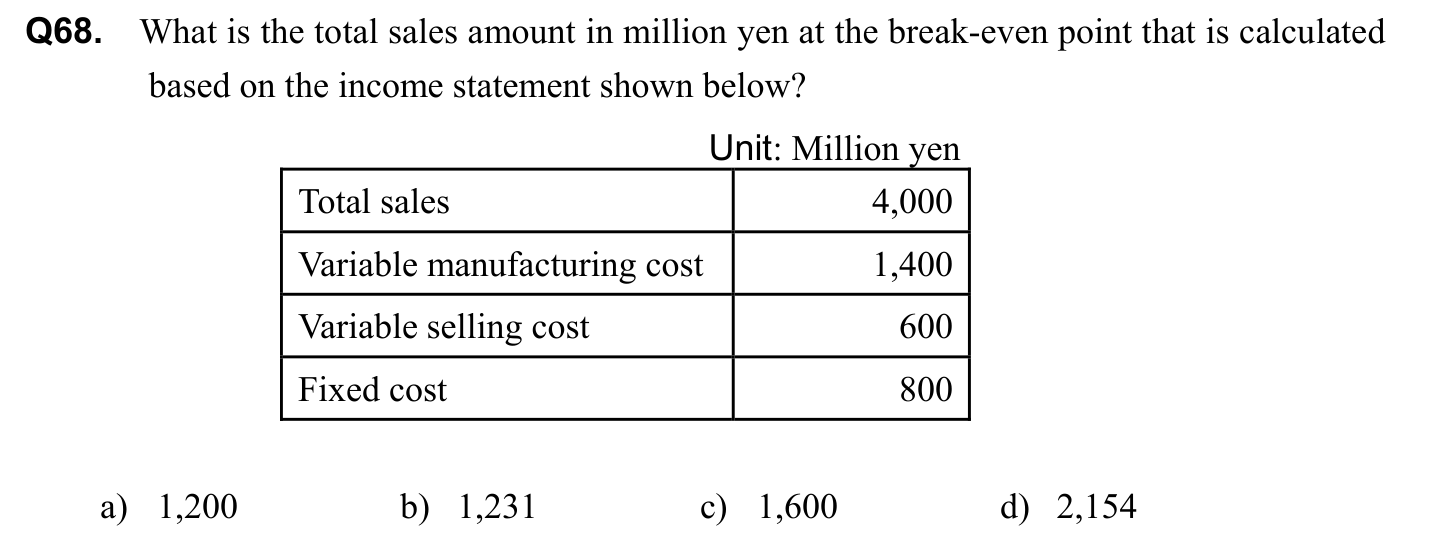 Q68. What is the total sales amount in million yen at the break-even point that is calculated
based on the income statement shown below?
Unit: Million yen
Total sales 4,000
Variable manufacturing cost 1,400
Variable selling cost 600
Fixed cost 800
a) 1,200 b) 1,231 c) 1,600 d) 2,154